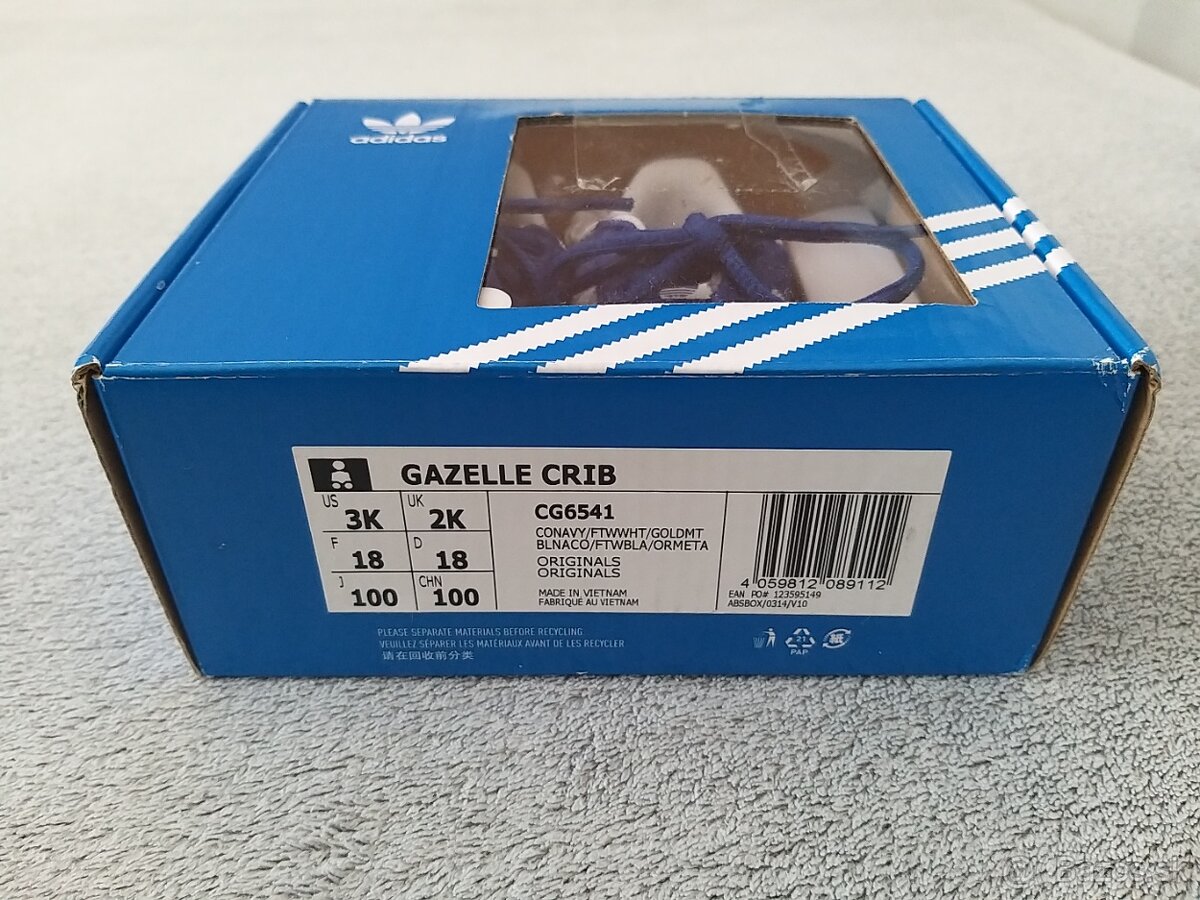 adidas
GAZELLE CRIB
US
3K
UK
2K
F
18
D
18
J
100
CHN
100
CG6541
CONAVY/FTWWHT/GOLDMT
BLNACO/FTWBLA/ORMETA
ORIGINALS
ORIGINALS
MADE IN VIETNAM
FABRIQUÉ AU VIETNAM
4 059812 089112
EAN PO# 123595149
ABSBOX/0314/V10
PLEASE SEPARATE MATERIALS BEFORE RECYCLING
VEUILLEZ SÉPARER LES MATÉRIAUX AVANT DE LES RECYCLER
请在回收前分类
21
PAP
紙